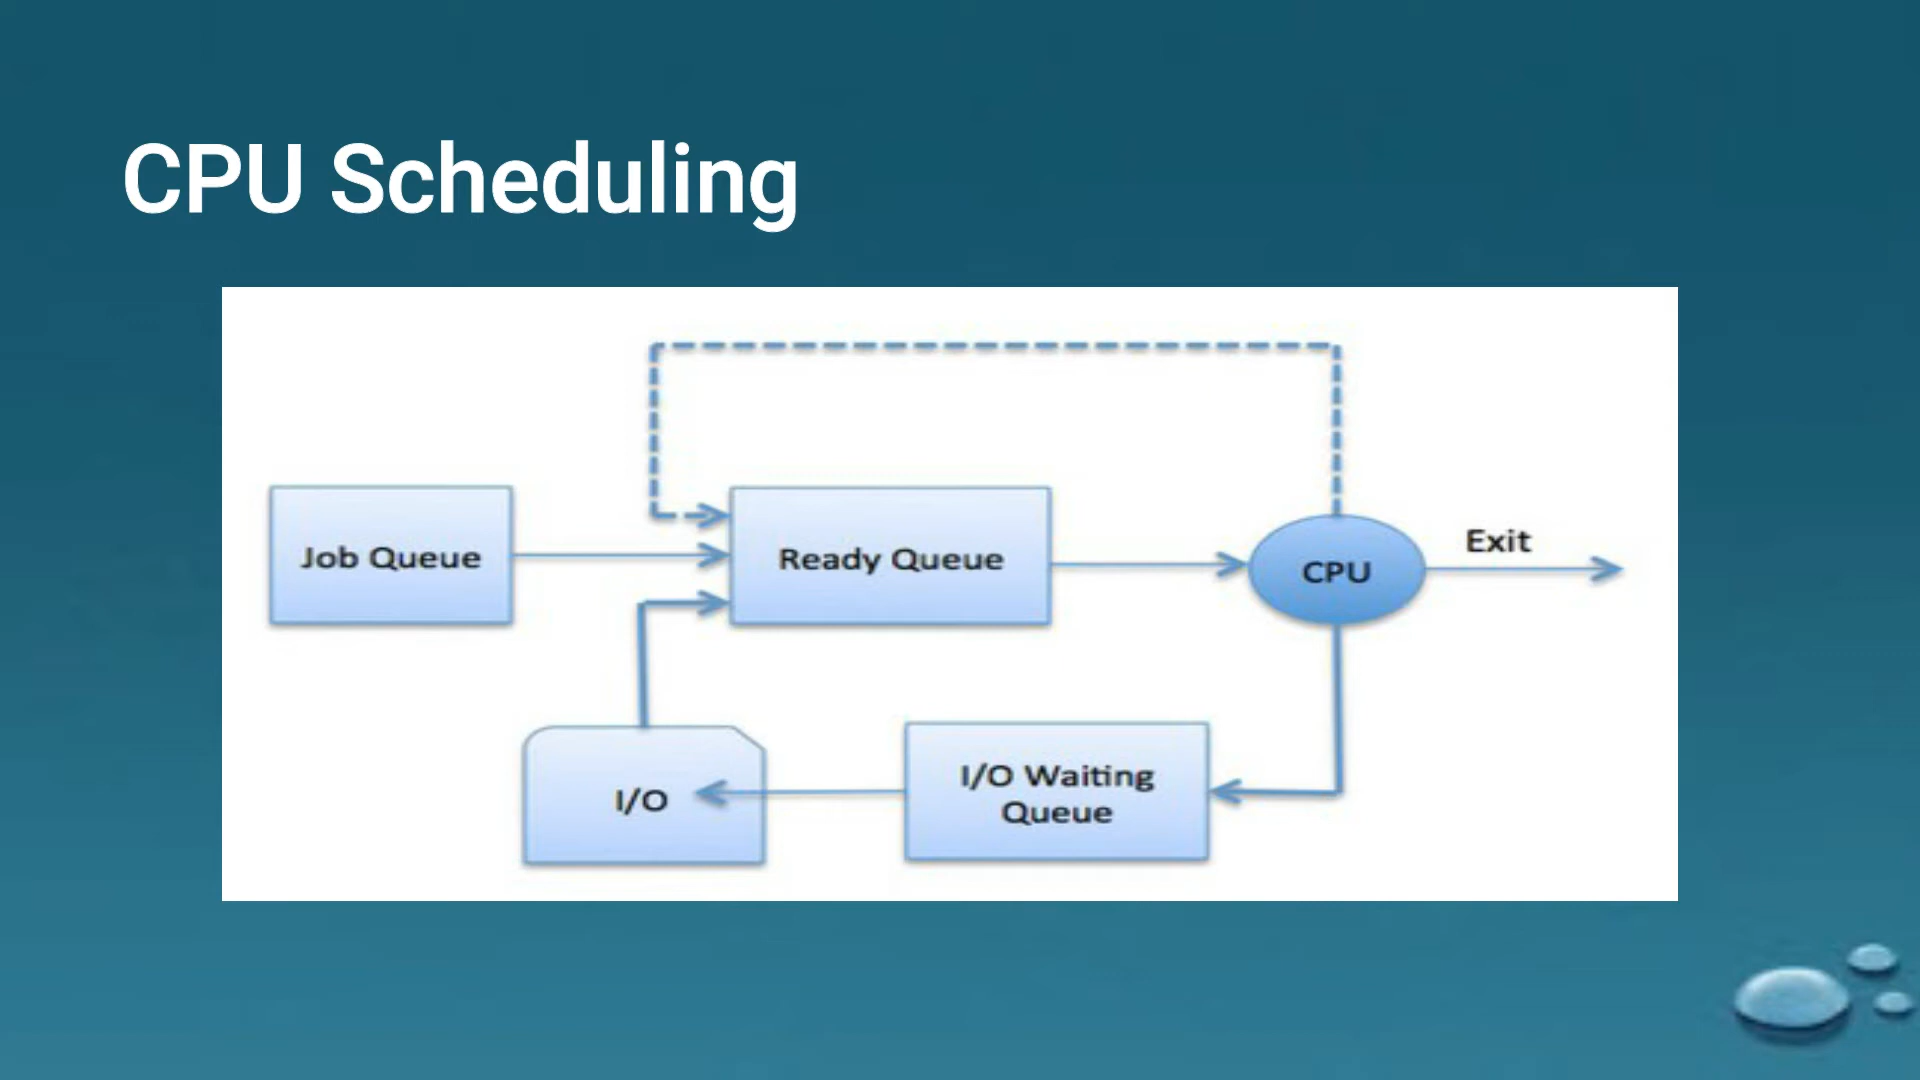 CPU Scheduling
Job Queue
Ready Queue
CPU
Exit
I/O
I/O Waiting
Queue